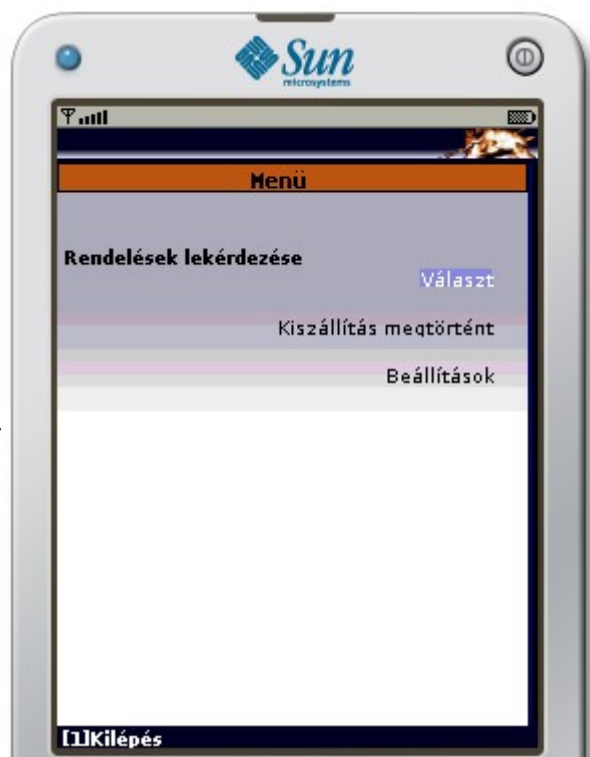 Sun
microsystems
Menü
Rendelések lekérdezése
Választ
Kiszállítás megtörtént
Beállítások
[1]Kilépés